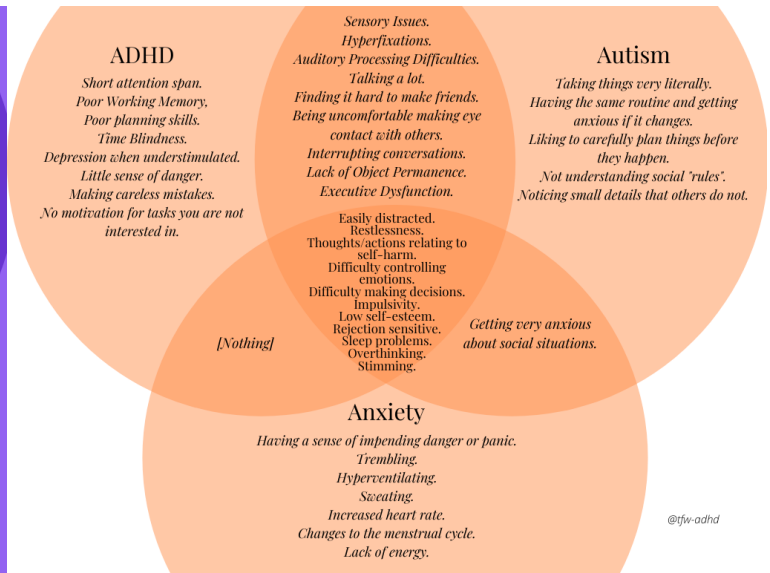 ADHD
Short attention span.
Poor Working Memory,
Poor planning skills.
Time Blindness.
Depression when understimulated.
Little sense of danger.
Making careless mistakes.
No motivation for tasks you are not
interested in.
Sensory Issues.
Hyperfixations.
Auditory Processing Difficulties.
Talking a lot.
Finding it hard to make friends.
Being uncomfortable making eye
contact with others.
Interrupting conversations.
Lack of Object Permanence.
Executive Dysfunction.
Autism
Taking things very literally.
Having the same routine and getting
anxious if it changes.
Liking to carefully plan things before
they happen.
Not understanding social "rules".
Noticing small details that others do not.
Easily distracted.
Restlessness.
Thoughts/actions relating to
self-harm.
Difficulty controlling
emotions.
Difficulty making decisions.
Impulsivity.
Low self-esteem.
Rejection sensitive.
Sleep problems.
Overthinking.
Stimming.
[Nothing]
Getting very anxious
about social situations.
Anxiety
Having a sense of impending danger or panic.
Trembling.
Hyperventilating.
Sweating.
Increased heart rate.
Changes to the menstrual cycle.
Lack of energy.
@tfw-adhd